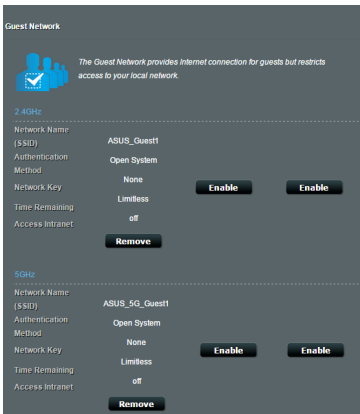 Guest Network
The Guest Network provides Internet connection for guests but restricts
access to your local network.
2.4GHz
Network Name
(SSID)
ASUS_Guest1
Authentication
Method
Open System
Network Key
None
Enable
Enable
Time Remaining
Limitless
Access Intranet
off
Remove
5GHz
Network Name
(SSID)
ASUS_5G_Guest1
Authentication
Method
Open System
Network Key
None
Enable
Enable
Time Remaining
Limitless
Access Intranet
off
Remove